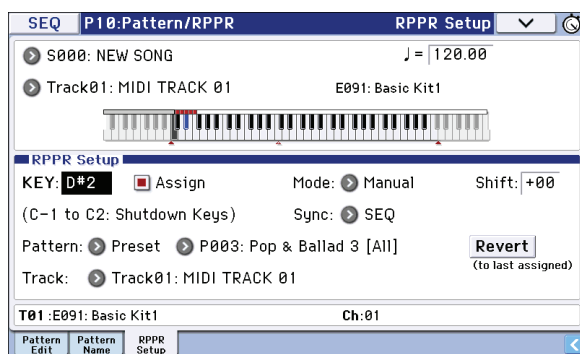 SEQ P10:Pattern/RPPR RPPR Setup
S000: NEW SONG ♩= 120.00
Track01: MIDI TRACK 01 E091: Basic Kit1
RPPR Setup
KEY: D#2 Assign Mode: Manual Shift: +00
(C-1 to C2: Shutdown Keys) Sync: SEQ
Pattern: Preset P003: Pop & Ballad 3 [All] Revert
(to last assigned)
Track: Track01: MIDI TRACK 01
T01 :E091: Basic Kit1 Ch:01
Pattern Edit Pattern Name RPPR Setup